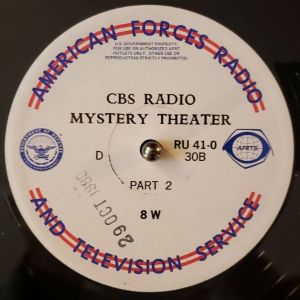 AMERICAN FORCES RADIO
U.S. GOVERNMENT PROPERTY.
FOR USE ON AUTHORIZED AFRT
OUTLETS ONLY. OTHER USE OR
REPRODUCTION STRICTLY PROHIBITED.
CBS RADIO
MYSTERY THEATER
D
RU 41-0
30B
AFRTS
PART 2
8 W
29 OCT 1980
AND TELEVISION SERVICE